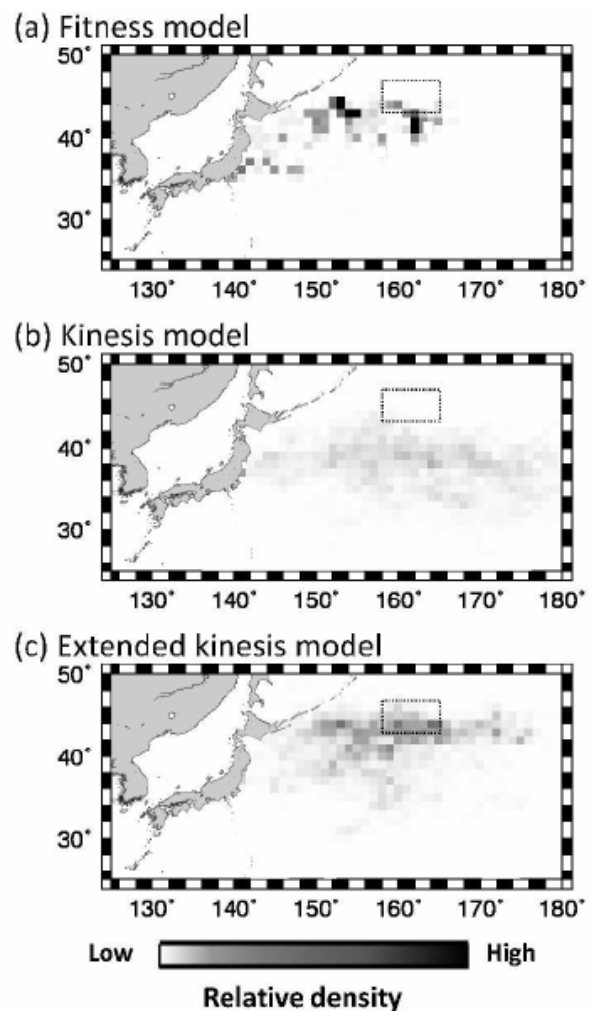 (a) Fitness model
50˚
40˚
30˚
130˚ 140˚ 150˚ 160˚ 170˚ 180˚
(b) Kinesis model
50˚
40˚
30˚
130˚ 140˚ 150˚ 160˚ 170˚ 180˚
(c) Extended kinesis model
50˚
40˚
30˚
130˚ 140˚ 150˚ 160˚ 170˚ 180˚
Low High
Relative density